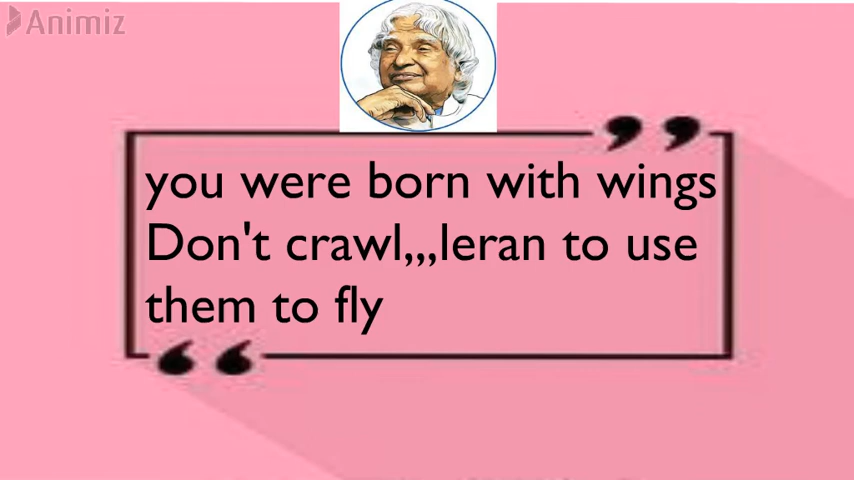 Animiz
you were born with wings
Don't crawl,,,leran to use
them to fly